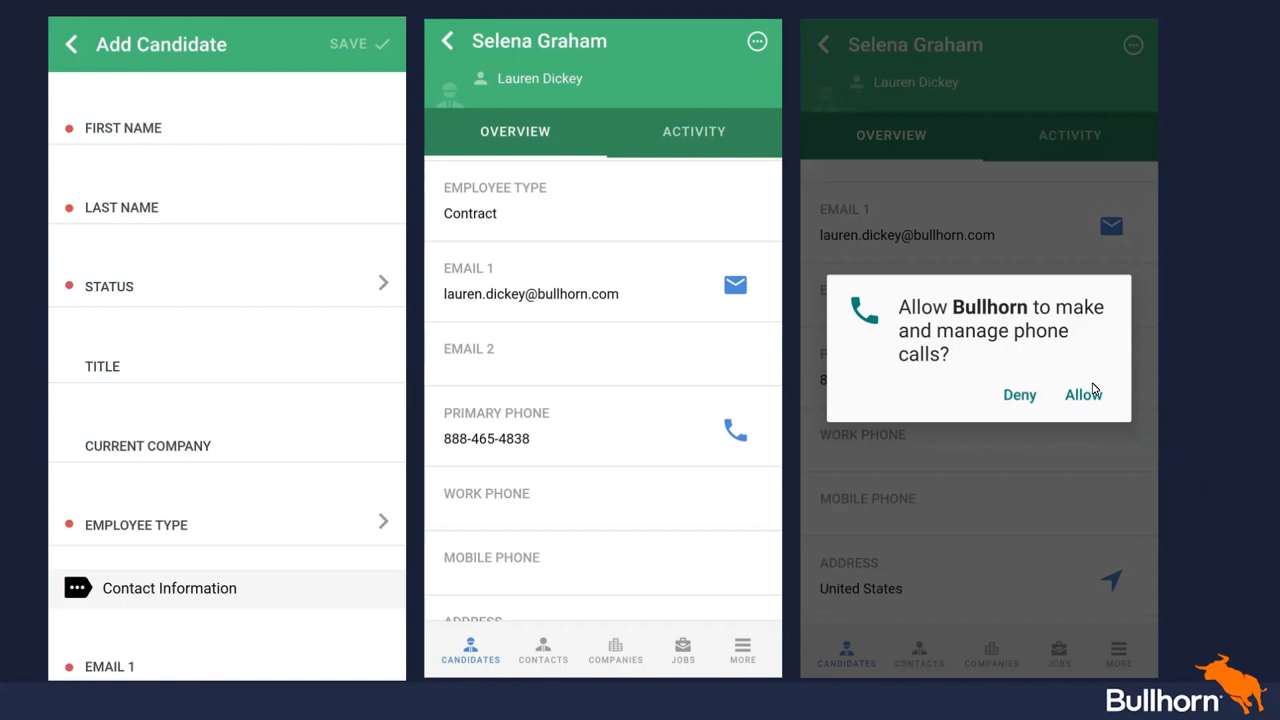 Add Candidate
SAVE
FIRST NAME
LAST NAME
STATUS
TITLE
CURRENT COMPANY
EMPLOYEE TYPE
Contact Information
EMAIL 1
Selena Graham
Lauren Dickey
OVERVIEW
ACTIVITY
EMPLOYEE TYPE
Contract
EMAIL 1
lauren.dickey@bullhorn.com
EMAIL 2
PRIMARY PHONE
888-465-4838
WORK PHONE
MOBILE PHONE
ADDRESS
CANDIDATES
CONTACTS
COMPANIES
JOBS
MORE
Selena Graham
Lauren Dickey
OVERVIEW
ACTIVITY
EMAIL 1
lauren.dickey@bullhorn.com
Allow Bullhorn to make
and manage phone
calls?
Deny Allow
WORK PHONE
MOBILE PHONE
ADDRESS
United States
CANDIDATES
CONTACTS
COMPANIES
JOBS
MORE
Bullhorn